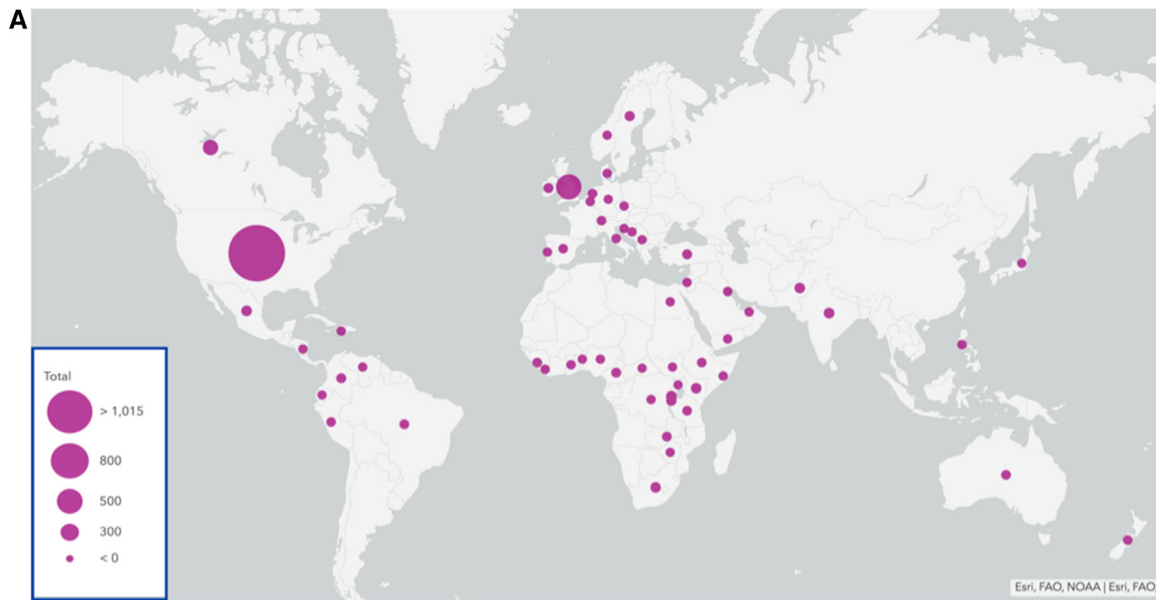 A
Total
> 1,015
800
500
300
< 0
Esri, FAO, NOAA | Esri, FAO,